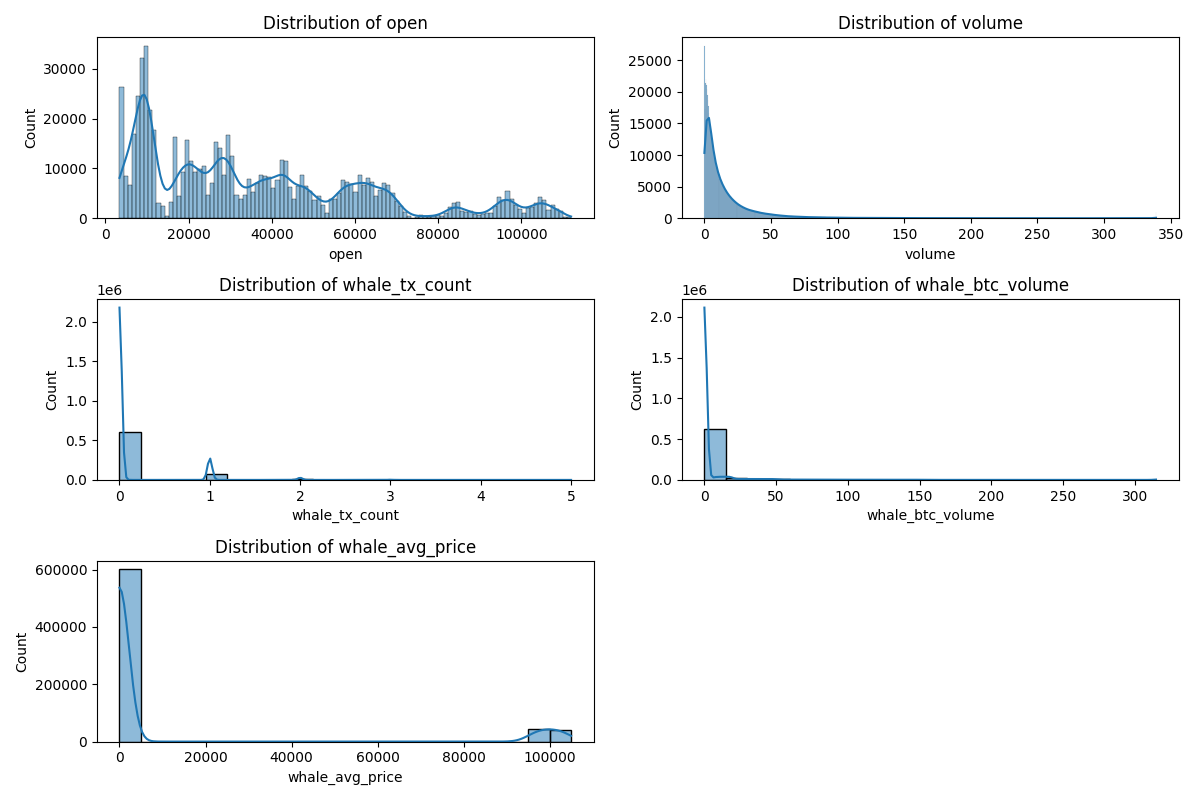 Distribution of open
Count
30000
20000
10000
0
0 20000 40000 60000 80000 100000
open
Distribution of volume
Count
25000
20000
15000
10000
5000
0
0 50 100 150 200 250 300 350
volume
Distribution of whale_tx_count
1e6
Count
2.0
1.5
1.0
0.5
0.0
0 1 2 3 4 5
whale_tx_count
Distribution of whale_btc_volume
1e6
Count
2.0
1.5
1.0
0.5
0.0
0 50 100 150 200 250 300
whale_btc_volume
Distribution of whale_avg_price
Count
600000
400000
200000
0
0 20000 40000 60000 80000 100000
whale_avg_price